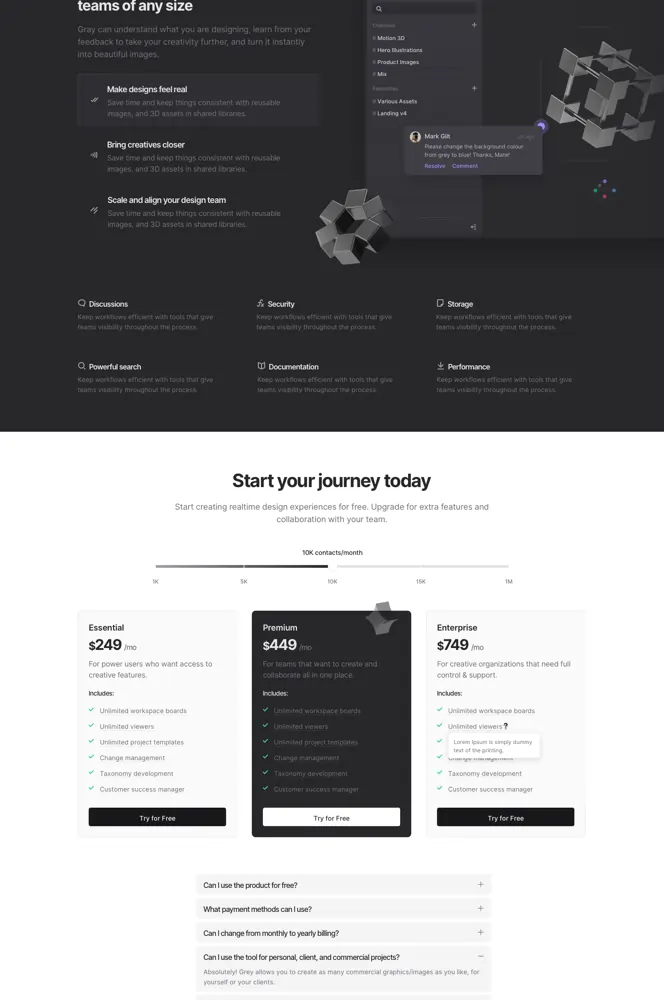 teams of any size
Gray can understand what you are designing, learn from your
feedback to take your creativity further, and turn it instantly
into beautiful images.
Make designs feel real
Save time and keep things consistent with reusable
images, and 3D assets in shared libraries.
Bring creatives closer
Save time and keep things consistent with reusable
images, and 3D assets in shared libraries.
Scale and align your design team
Save time and keep things consistent with reusable
images, and 3D assets in shared libraries.
Channels
# Motion 3D
# Hero Illustrations
# Product Images
# Mix
Favourites
# Various Assets
# Landing v4
Mark Gilt
Please change the background colour
from grey to blue! Thanks, Mare!
Resolve Comment
Discussions
Keep workflows efficient with tools that give
teams visibility throughout the process.
Security
Keep workflows efficient with tools that give
teams visibility throughout the process.
Storage
Keep workflows efficient with tools that give
teams visibility throughout the process.
Powerful search
Keep workflows efficient with tools that give
teams visibility throughout the process.
Documentation
Keep workflows efficient with tools that give
teams visibility throughout the process.
Performance
Keep workflows efficient with tools that give
teams visibility throughout the process.
Start your journey today
Start creating realtime design experiences for free. Upgrade for extra features and
collaboration with your team.
10K contacts/month
1K 5K 10K 15K 1M
Essential
$249 /mo
For power users who want access to
creative features.
Includes:
Unlimited workspace boards
Unlimited viewers
Unlimited project templates
Change management
Taxonomy development
Customer success manager
Try for Free
Premium
$449 /mo
For teams that want to create and
collaborate all in one place.
Includes:
Unlimited workspace boards
Unlimited viewers
Unlimited project templates
Change management
Taxonomy development
Customer success manager
Try for Free
Enterprise
$749 /mo
For creative organizations that need full
control & support.
Includes:
Unlimited workspace boards
Unlimited viewers ?
Lorem Ipsum is simply dummy
text of the printing.
Change management
Taxonomy development
Customer success manager
Try for Free
Can I use the product for free?
What payment methods can I use?
Can I change from monthly to yearly billing?
Can I use the tool for personal, client, and commercial projects?
Absolutely! Grey allows you to create as many commercial graphics/images as you like, for
yourself or your clients.